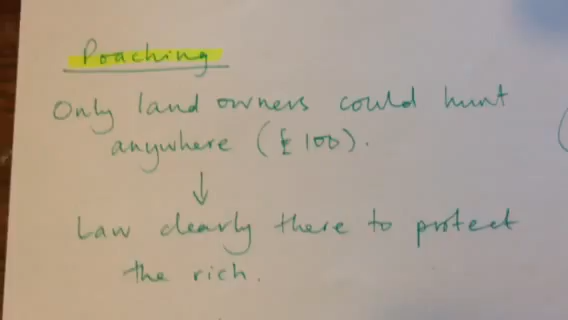 Poaching
Only land owners could hunt
anywhere (£100).
↓
Law clearly there to protect
the rich.